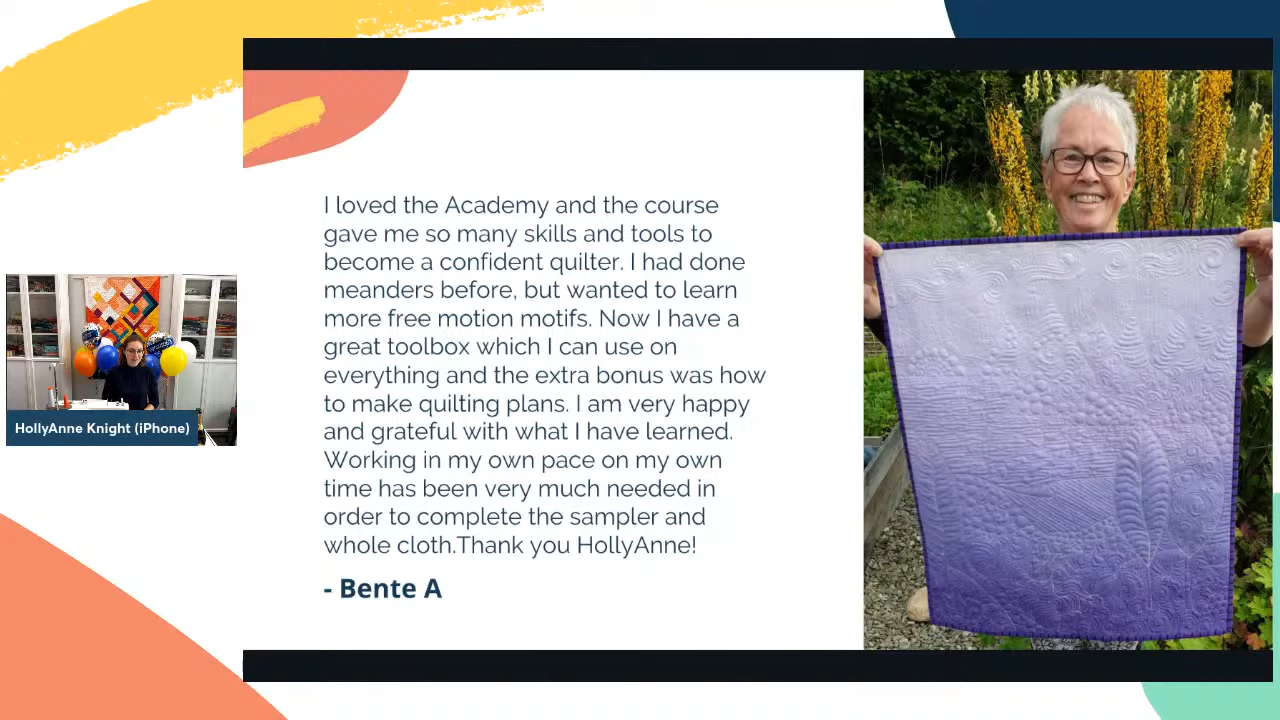 I loved the Academy and the course
gave me so many skills and tools to
become a confident quilter. I had done
meanders before, but wanted to learn
more free motion motifs. Now I have a
great toolbox which I can use on
everything and the extra bonus was how
to make quilting plans. I am very happy
and grateful with what I have learned.
Working in my own pace on my own
time has been very much needed in
order to complete the sampler and
whole cloth.Thank you HollyAnne!
- Bente A
HollyAnne Knight (iPhone)